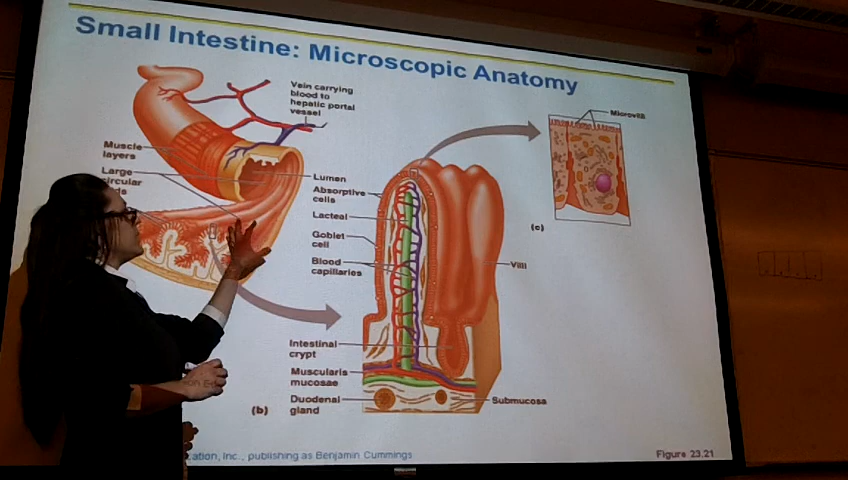 Small Intestine: Microscopic Anatomy
Vein carrying
blood to
hepatic portal
vessel
Muscle
layers
Large
circular
Lumen
Absorptive
cells
Lacteal
Goblet
cell
Blood
capillaries
Intestinal
crypt
Muscularis
mucosae
Duodenal
gland
(b)
Microvilli
(c)
Villi
Submucosa
Inc., publishing as Benjamin Cummings
Figure 23.21